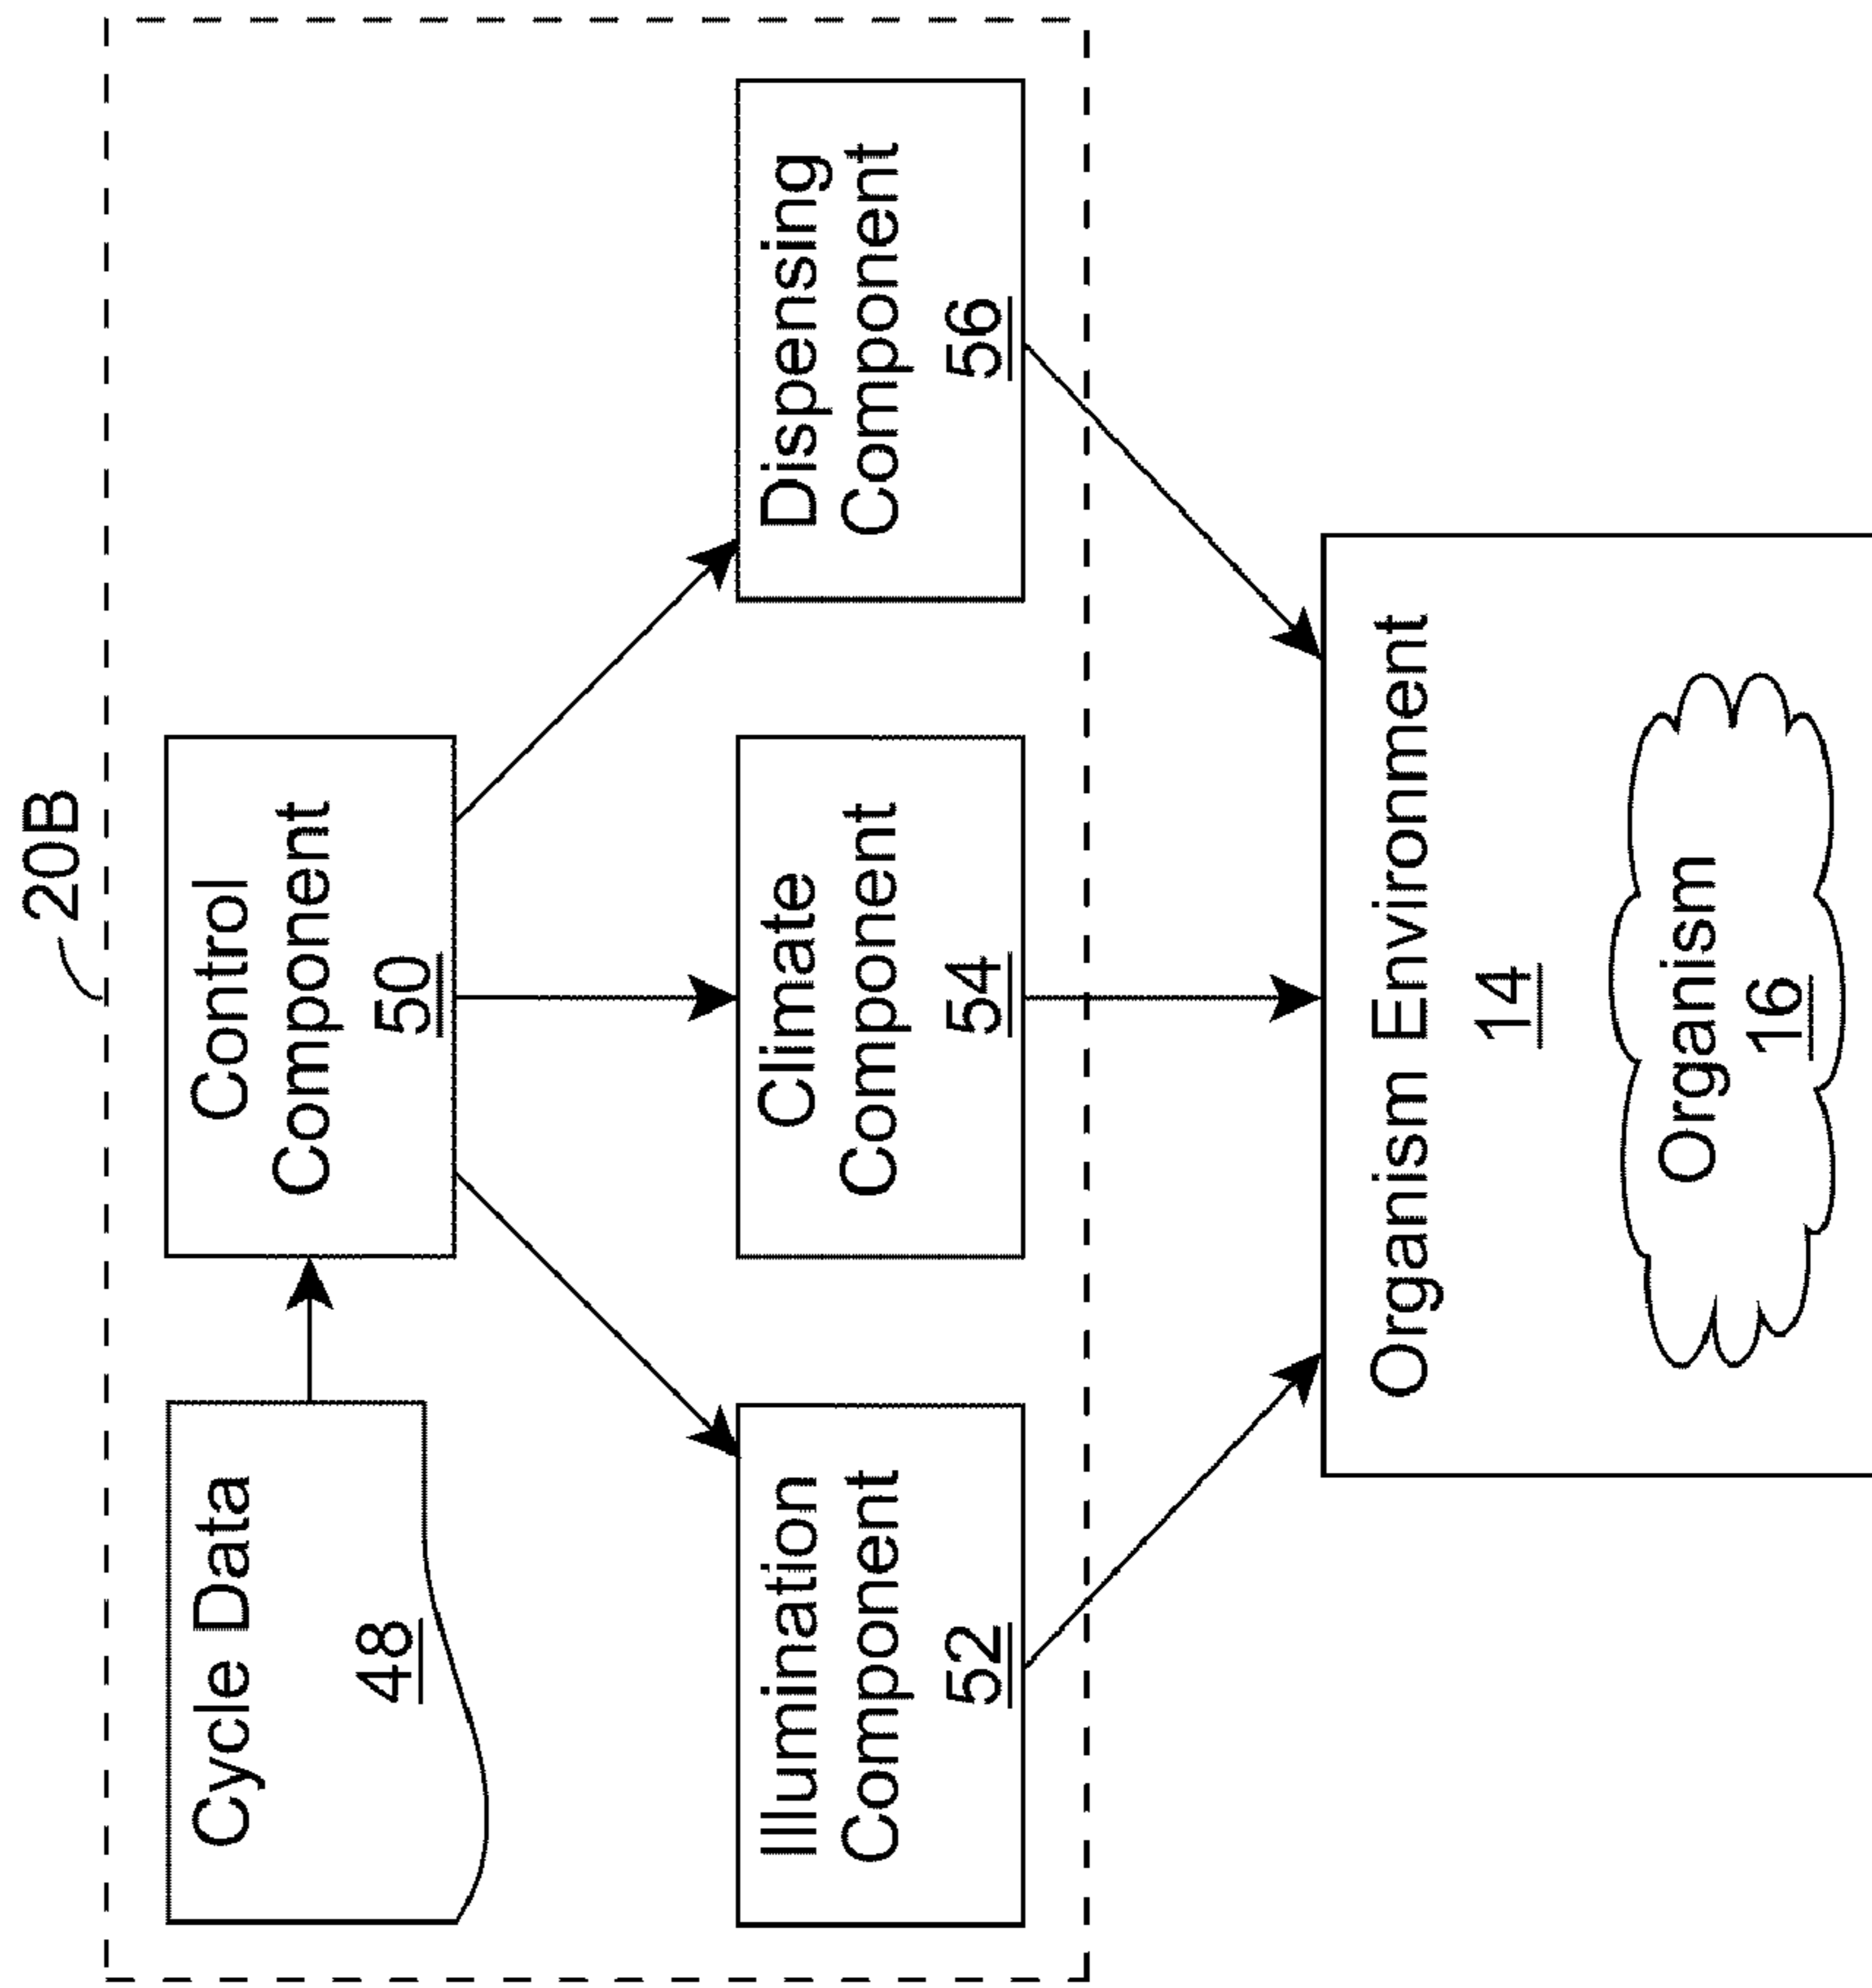 20B
Cycle Data
48
Control
Component
50
Illumination
Component
52
Climate
Component
54
Dispensing
Component
56
Organism Environment
14
Organism
16